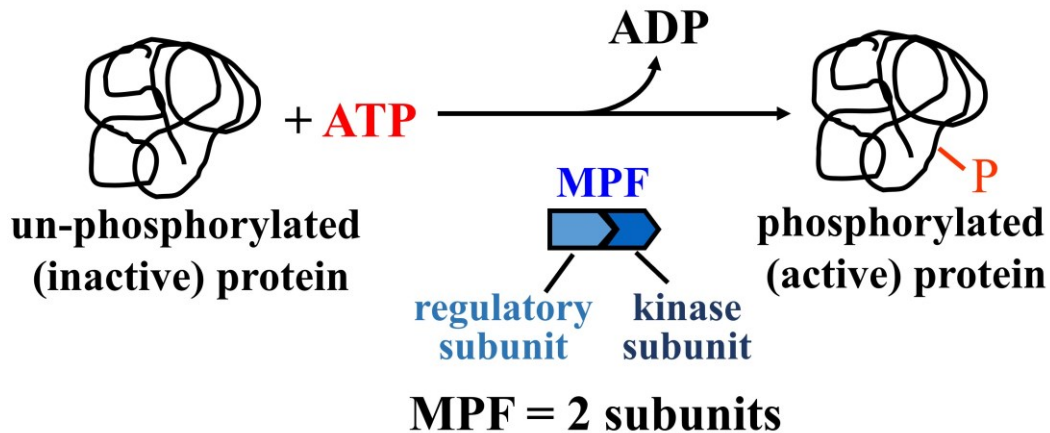 ADP
+ ATP
MPF
P
un-phosphorylated
(inactive) protein
phosphorylated
(active) protein
regulatory
subunit
kinase
subunit
MPF = 2 subunits